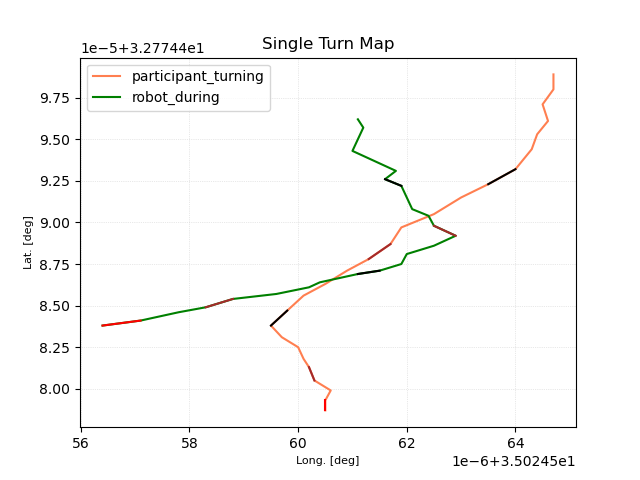 1e−5+3.27744e1
Single Turn Map
participant_turning
robot_during
9.75
9.50
9.25
9.00
8.75
8.50
8.25
8.00
Lat. [deg]
56
58
60
62
64
Long. [deg]
1e−6+3.50245e1